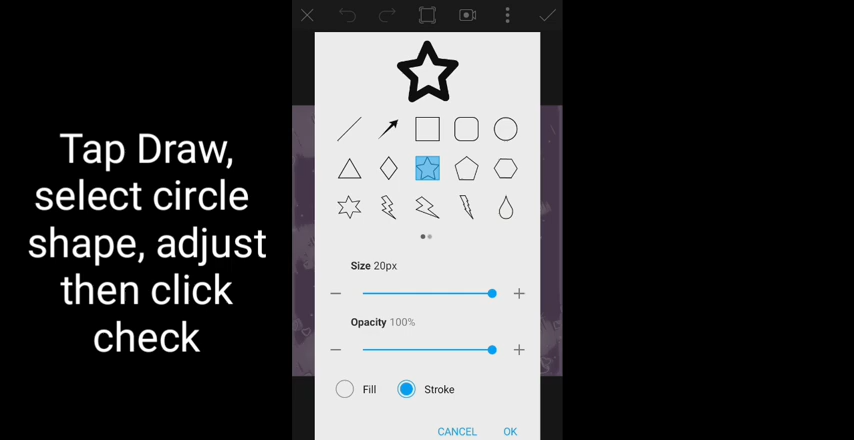 Tap Draw,
select circle
shape, adjust
then click
check
Size 20px
Opacity 100%
Fill
Stroke
CANCEL
OK